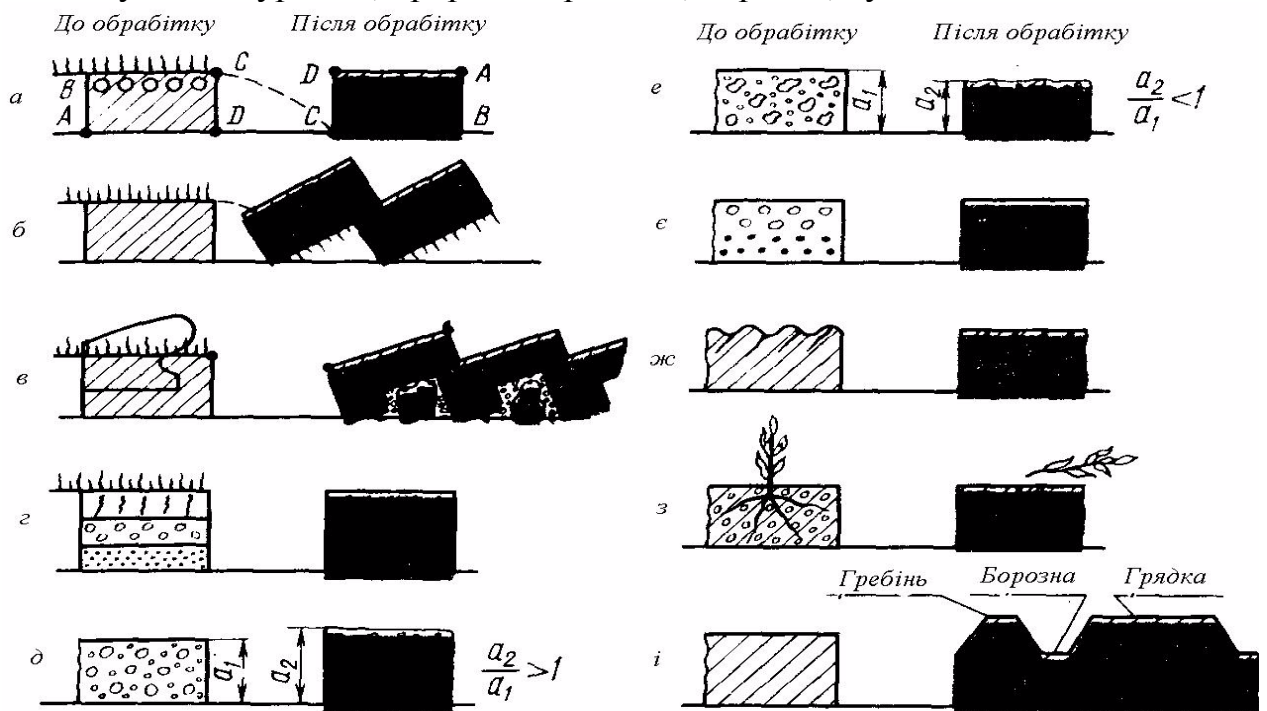 До обрабітку Після обрабітку
а B C A D D A C B
б
в
г
д a₁ a₂ a₂/a₁>1
До обрабітку Після обрабітку
е a₁ a₂ a₂/a₁<1
є
ж
з
Гребінь Борозна Грядка
і